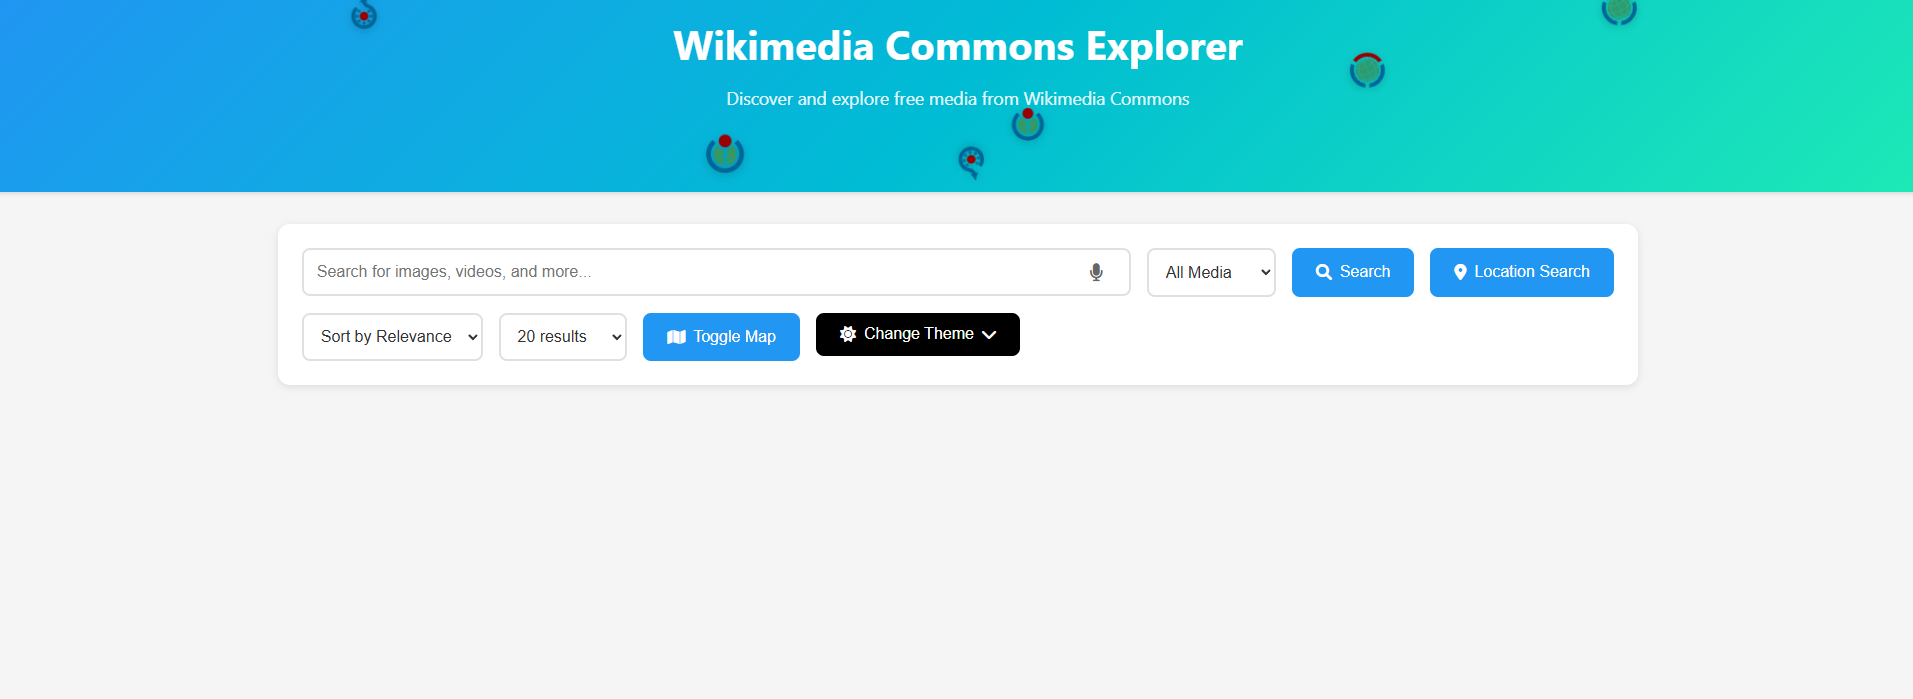 Wikimedia Commons Explorer
Discover and explore free media from Wikimedia Commons
Search for images, videos, and more...
All Media
Search
Location Search
Sort by Relevance
20 results
Toggle Map
Change Theme